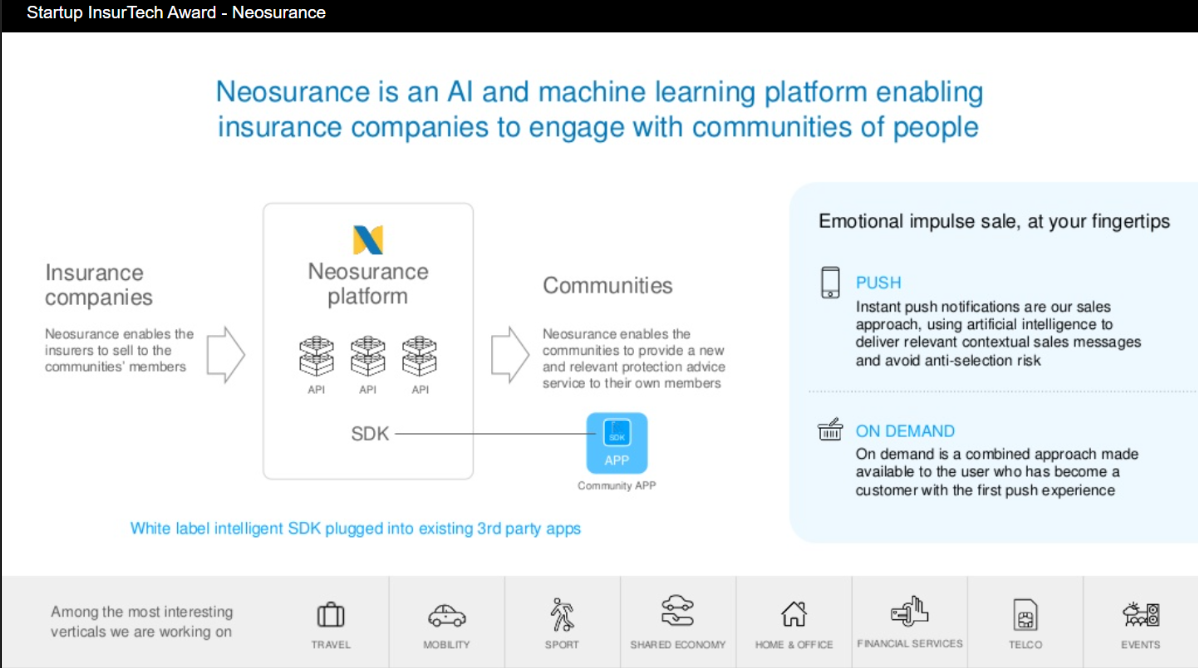 Startup InsurTech Award - Neosurance
Neosurance is an AI and machine learning platform enabling
insurance companies to engage with communities of people
Insurance
companies
Neosurance enables the
insurers to sell to the
communities' members
Neosurance
platform
API
API
API
SDK
Communities
Neosurance enables the
communities to provide a new
and relevant protection advice
service to their own members
SDK
APP
Community APP
White label intelligent SDK plugged into existing 3rd party apps
Emotional impulse sale, at your fingertips
PUSH
Instant push notifications are our sales
approach, using artificial intelligence to
deliver relevant contextual sales messages
and avoid anti-selection risk
ON DEMAND
On demand is a combined approach made
available to the user who has become a
customer with the first push experience
Among the most interesting
verticals we are working on
TRAVEL
MOBILITY
SPORT
SHARED ECONOMY
HOME & OFFICE
FINANCIAL SERVICES
TELCO
EVENTS